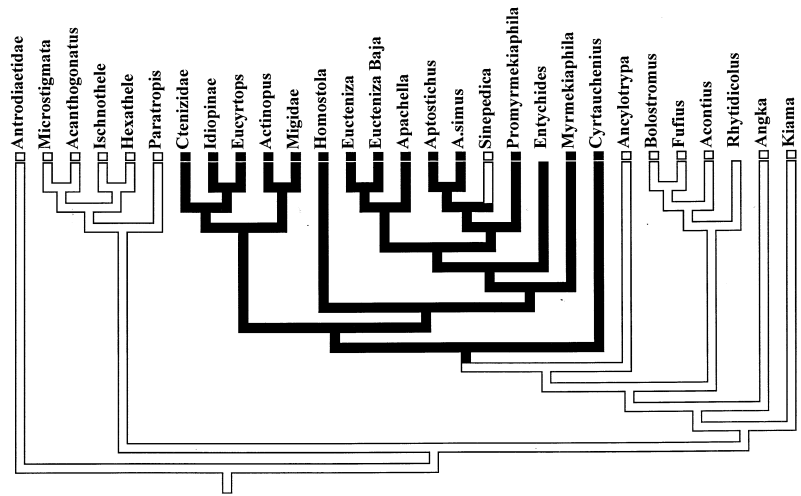 Antrodiaetidae
Microstigmata
Acanthogonatus
Ischnothele
Hexathele
Paratropis
Ctenizidae
Idiopinae
Eucyrtops
Actinopus
Migidae
Homostola
Eucteniza
Eucteniza Baja
Apachella
Aptostichus
A.simus
Sinepedica
Promyrmekiaphila
Entychides
Myrmekiaphila
Cyrtauchenius
Ancylotrypa
Bolostromus
Fufius
Acontius
Rhytidicolus
Angka
Kiama